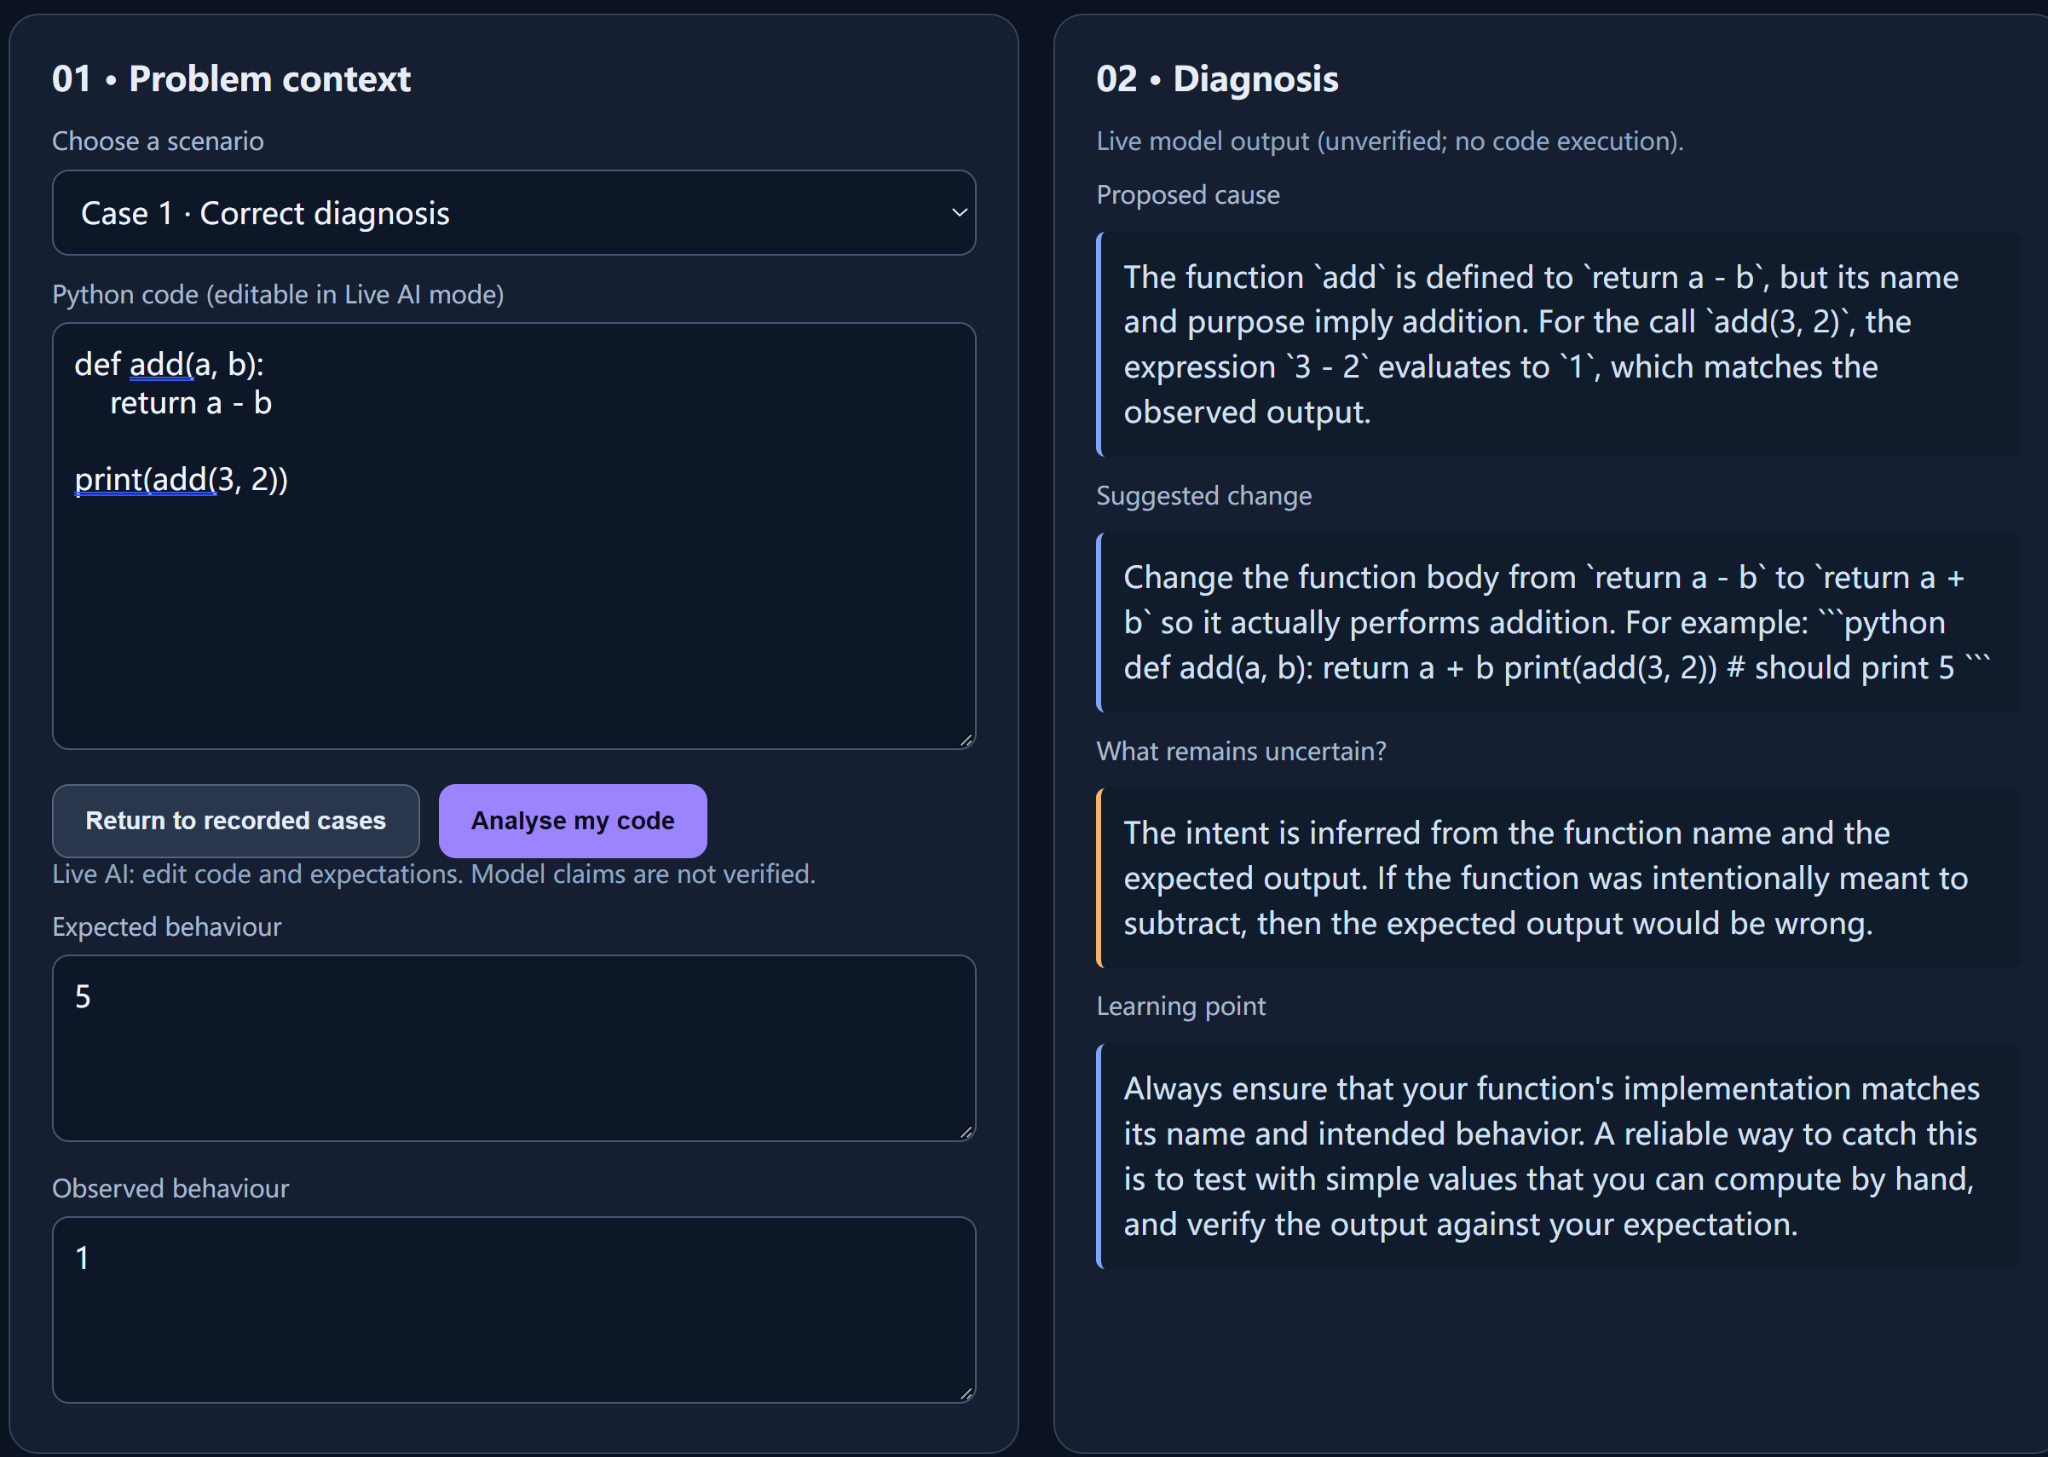 01 • Problem context
Choose a scenario
Case 1 · Correct diagnosis
Python code (editable in Live AI mode)
def add(a, b):
    return a - b
print(add(3, 2))
Return to recorded cases
Analyse my code
Live AI: edit code and expectations. Model claims are not verified.
Expected behaviour
5
Observed behaviour
1
02 • Diagnosis
Live model output (unverified; no code execution).
Proposed cause
The function `add` is defined to `return a - b`, but its name
and purpose imply addition. For the call `add(3, 2)`, the
expression `3 - 2` evaluates to `1`, which matches the
observed output.
Suggested change
Change the function body from `return a - b` to `return a +
b` so it actually performs addition. For example: ```python
def add(a, b): return a + b print(add(3, 2)) # should print 5 ```
What remains uncertain?
The intent is inferred from the function name and the
expected output. If the function was intentionally meant to
subtract, then the expected output would be wrong.
Learning point
Always ensure that your function's implementation matches
its name and intended behavior. A reliable way to catch this
is to test with simple values that you can compute by hand,
and verify the output against your expectation.